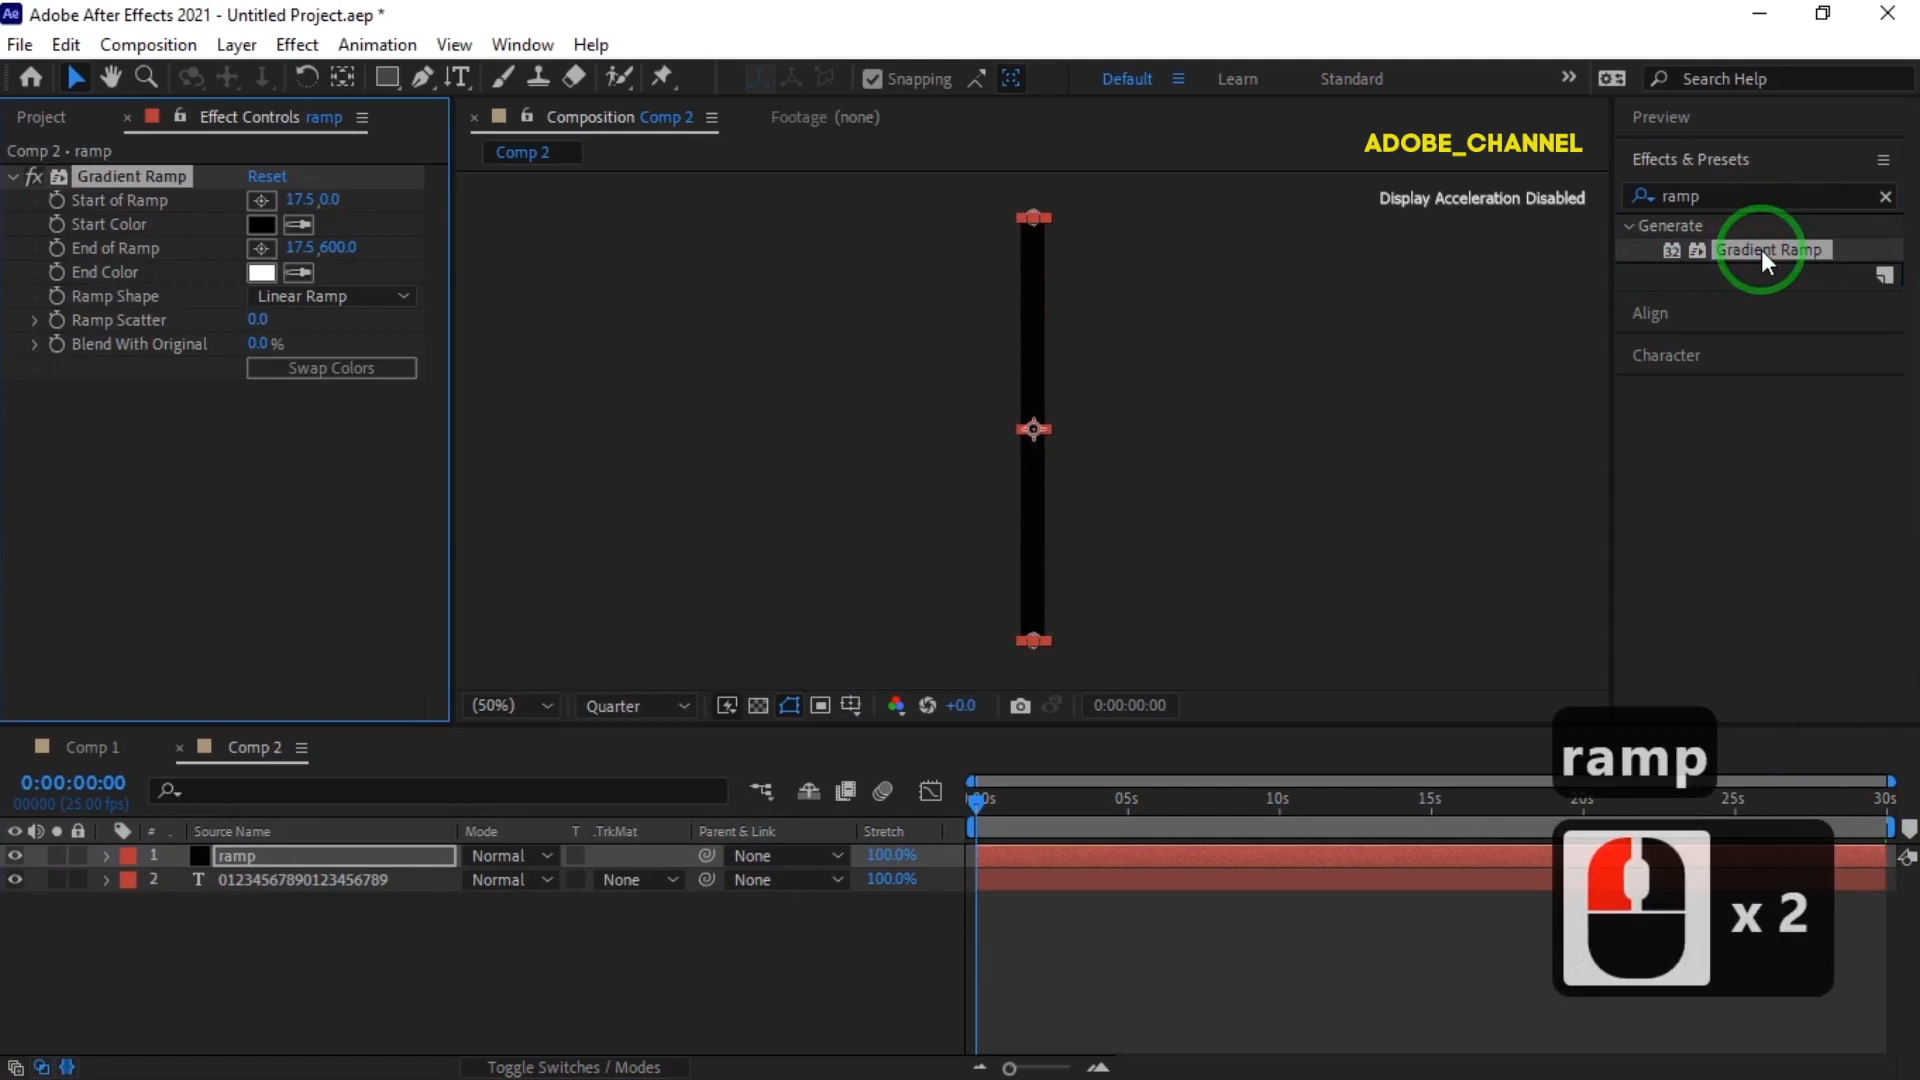 Ae Adobe After Effects 2021 - Untitled Project.aep *
File Edit Composition Layer Effect Animation View Window Help
Snapping Default Learn Standard Search Help
Project Effect Controls ramp
Composition Comp 2 Footage (none)
Preview
Comp 2 • ramp
Comp 2
ADOBE_CHANNEL
Effects & Presets
fx Gradient Ramp Reset
Start of Ramp 17.5,0.0
Start Color
End of Ramp 17.5,600.0
End Color
Ramp Shape Linear Ramp
Ramp Scatter 0.0
Blend With Original 0.0 %
Swap Colors
Display Acceleration Disabled
ramp
Generate
32 Gradient Ramp
Align
Character
(50%) Quarter +0.0 0:00:00:00
Comp 1 Comp 2
ramp
0:00:00:00
00000 (25.00 fps)
00s 05s 10s 15s 20s 25s 30s
# . Source Name Mode T .TrkMat Parent & Link Stretch
1 ramp Normal None 100.0%
2 T 01234567890123456789 Normal None None 100.0%
x 2
Toggle Switches / Modes